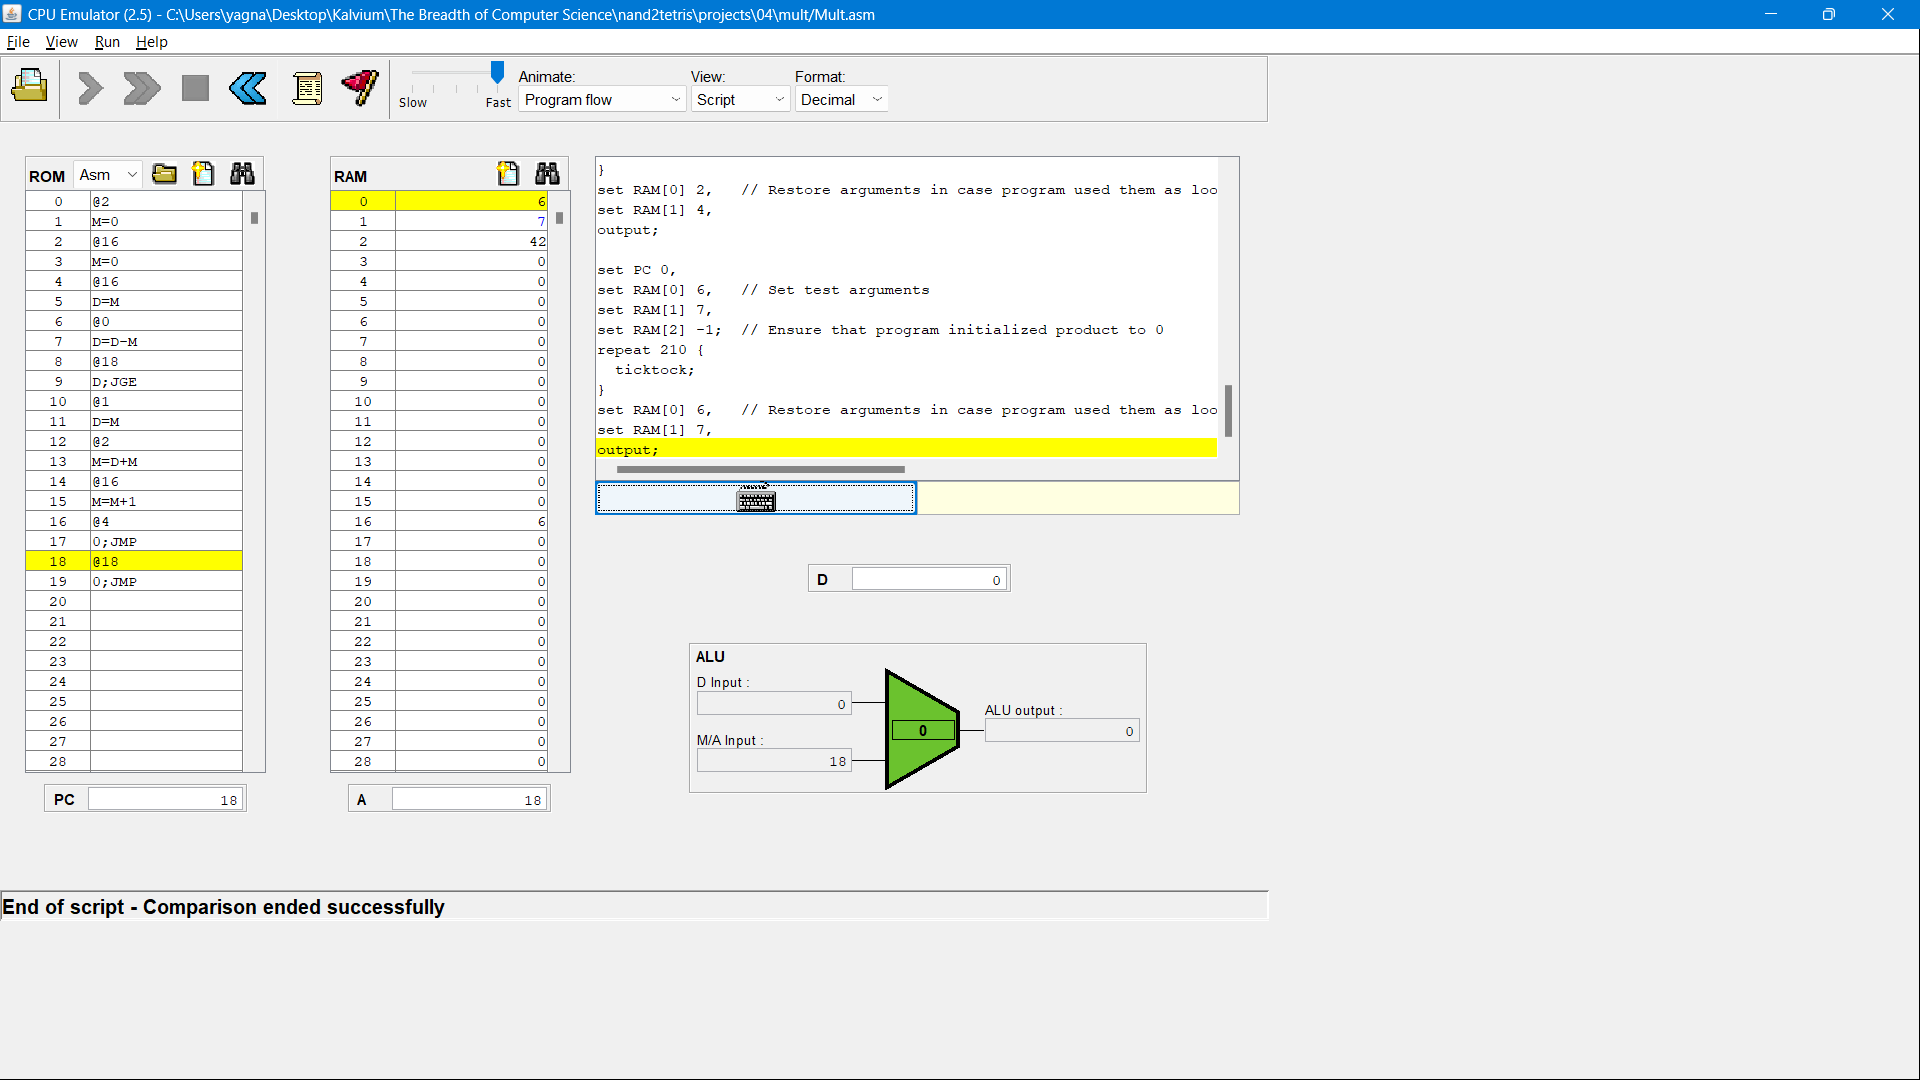 CPU Emulator (2.5) - C:\Users\yagna\Desktop\Kalvium\The Breadth of Computer Science\nand2tetris\projects\04\mult/Mult.asm
File View Run Help
Slow Fast
Animate:
Program flow
View:
Script
Format:
Decimal
ROM Asm
0 @2
1 M=0
2 @16
3 M=0
4 @16
5 D=M
6 @0
7 D=D-M
8 @18
9 D;JGE
10 @1
11 D=M
12 @2
13 M=D+M
14 @16
15 M=M+1
16 @4
17 0;JMP
18 @18
19 0;JMP
20
21
22
23
24
25
26
27
28
PC 18
RAM
0 6
1 7
2 42
3 0
4 0
5 0
6 0
7 0
8 0
9 0
10 0
11 0
12 0
13 0
14 0
15 0
16 6
17 0
18 0
19 0
20 0
21 0
22 0
23 0
24 0
25 0
26 0
27 0
28 0
A 18
}
set RAM[0] 2, // Restore arguments in case program used them as loo
set RAM[1] 4,
output;
set PC 0,
set RAM[0] 6, // Set test arguments
set RAM[1] 7,
set RAM[2] -1; // Ensure that program initialized product to 0
repeat 210 {
ticktock;
}
set RAM[0] 6, // Restore arguments in case program used them as loo
set RAM[1] 7,
output;
D 0
ALU
D Input :
0
M/A Input :
18
0
ALU output :
0
End of script - Comparison ended successfully